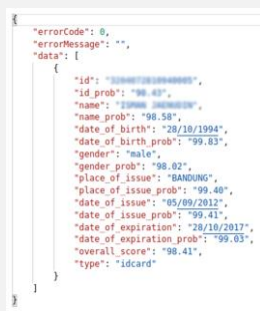 {
"errorCode": 0,
"errorMessage": "",
"data": [
{
"id":
"id_prob":
"name":
"name_prob": "98.58",
"date_of_birth": "28/10/1994",
"date_of_birth_prob": "99.83",
"gender": "male",
"gender_prob": "98.02",
"place_of_issue": "BANDUNG",
"place_of_issue_prob": "99.40",
"date_of_issue": "05/09/2012",
"date_of_issue_prob": "99.41",
"date_of_expiration": "28/10/2017",
"date_of_expiration_prob": "99.03",
"overall_score": "98.41",
"type": "idcard"
}
]
}